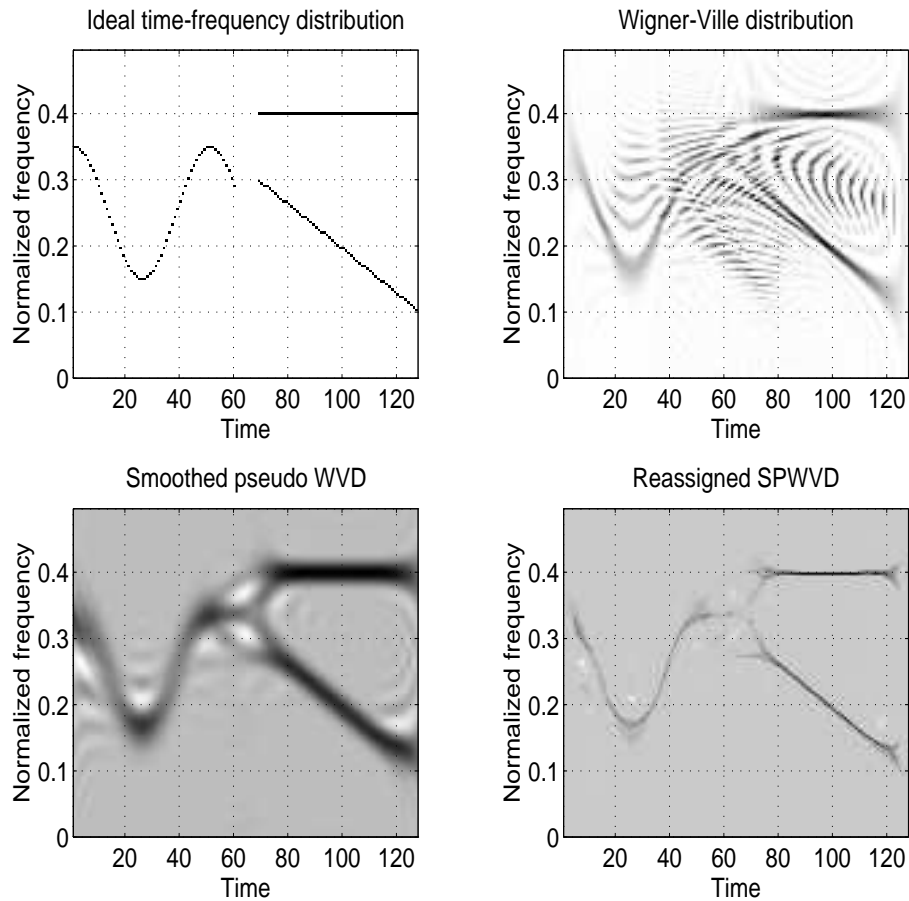 Ideal time-frequency distribution
Normalized frequency
0.4
0.3
0.2
0.1
0
20 40 60 80 100 120
Time
Wigner-Ville distribution
Normalized frequency
0.4
0.3
0.2
0.1
0
20 40 60 80 100 120
Time
Smoothed pseudo WVD
Normalized frequency
0.4
0.3
0.2
0.1
0
20 40 60 80 100 120
Time
Reassigned SPWVD
Normalized frequency
0.4
0.3
0.2
0.1
0
20 40 60 80 100 120
Time